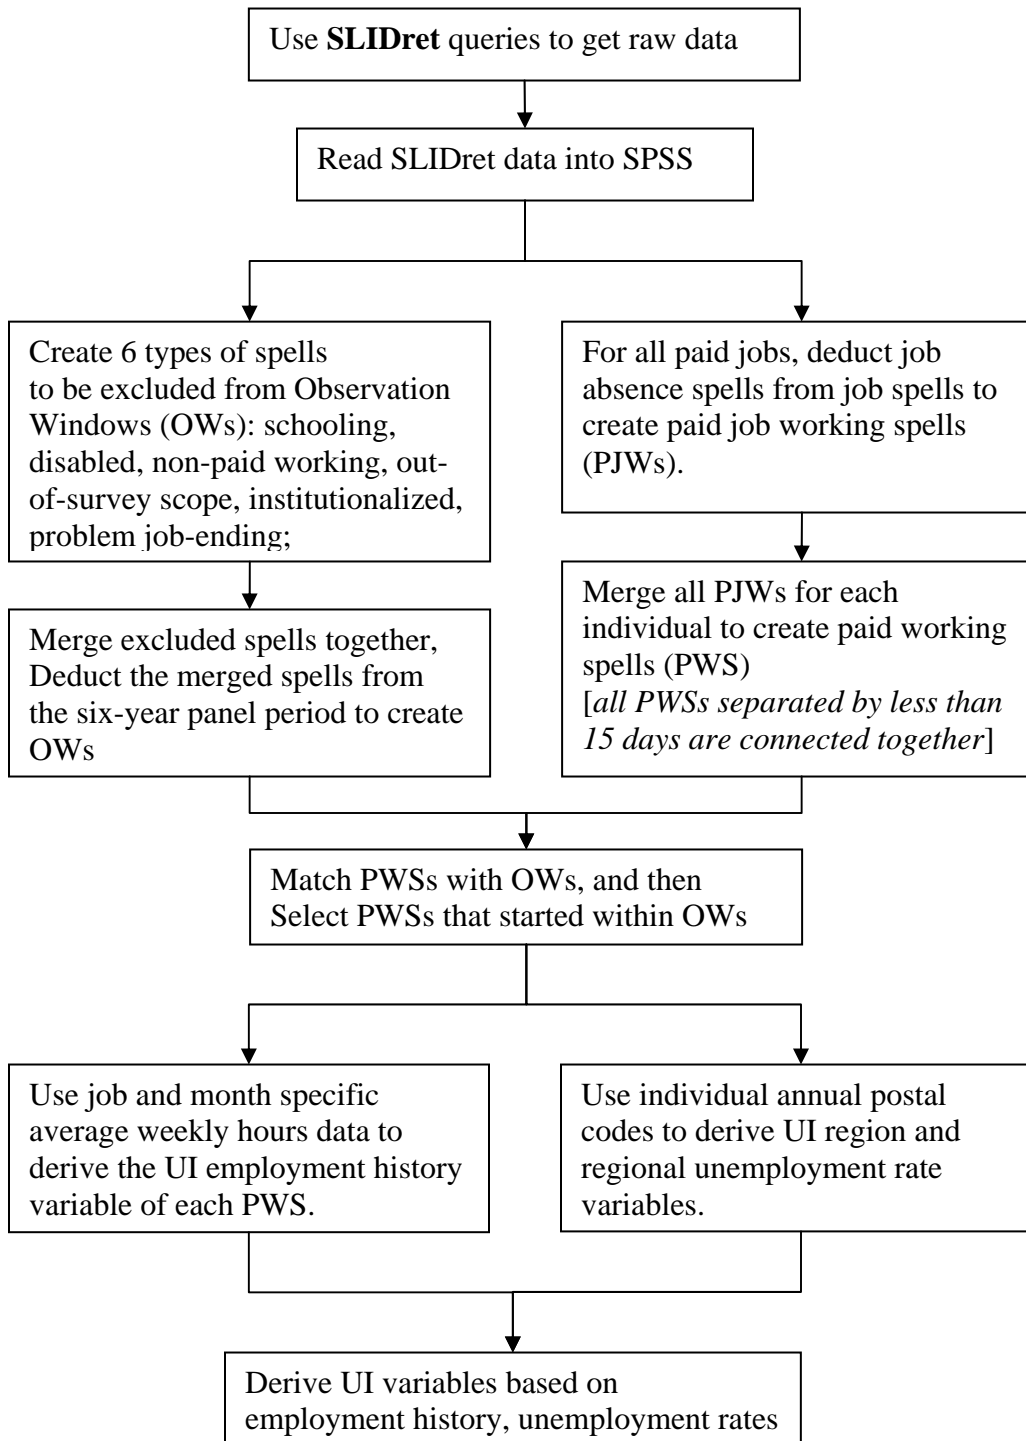 Use SLIDret queries to get raw data
Read SLIDret data into SPSS
Create 6 types of spells
to be excluded from Observation
Windows (OWs): schooling,
disabled, non-paid working, out-
of-survey scope, institutionalized,
problem job-ending;
For all paid jobs, deduct job
absence spells from job spells to
create paid job working spells
(PJWs).
Merge excluded spells together,
Deduct the merged spells from
the six-year panel period to create
OWs
Merge all PJWs for each
individual to create paid working
spells (PWS)
[all PWSs separated by less than
15 days are connected together]
Match PWSs with OWs, and then
Select PWSs that started within OWs
Use job and month specific
average weekly hours data to
derive the UI employment history
variable of each PWS.
Use individual annual postal
codes to derive UI region and
regional unemployment rate
variables.
Derive UI variables based on
employment history, unemployment rates